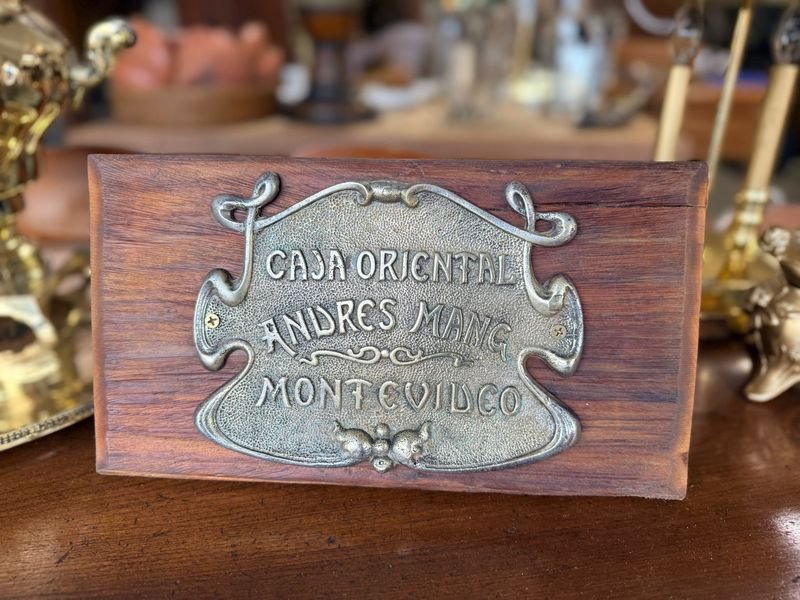 CAJA ORIENTAL
ANDRES MANG
MONTEVIDEO